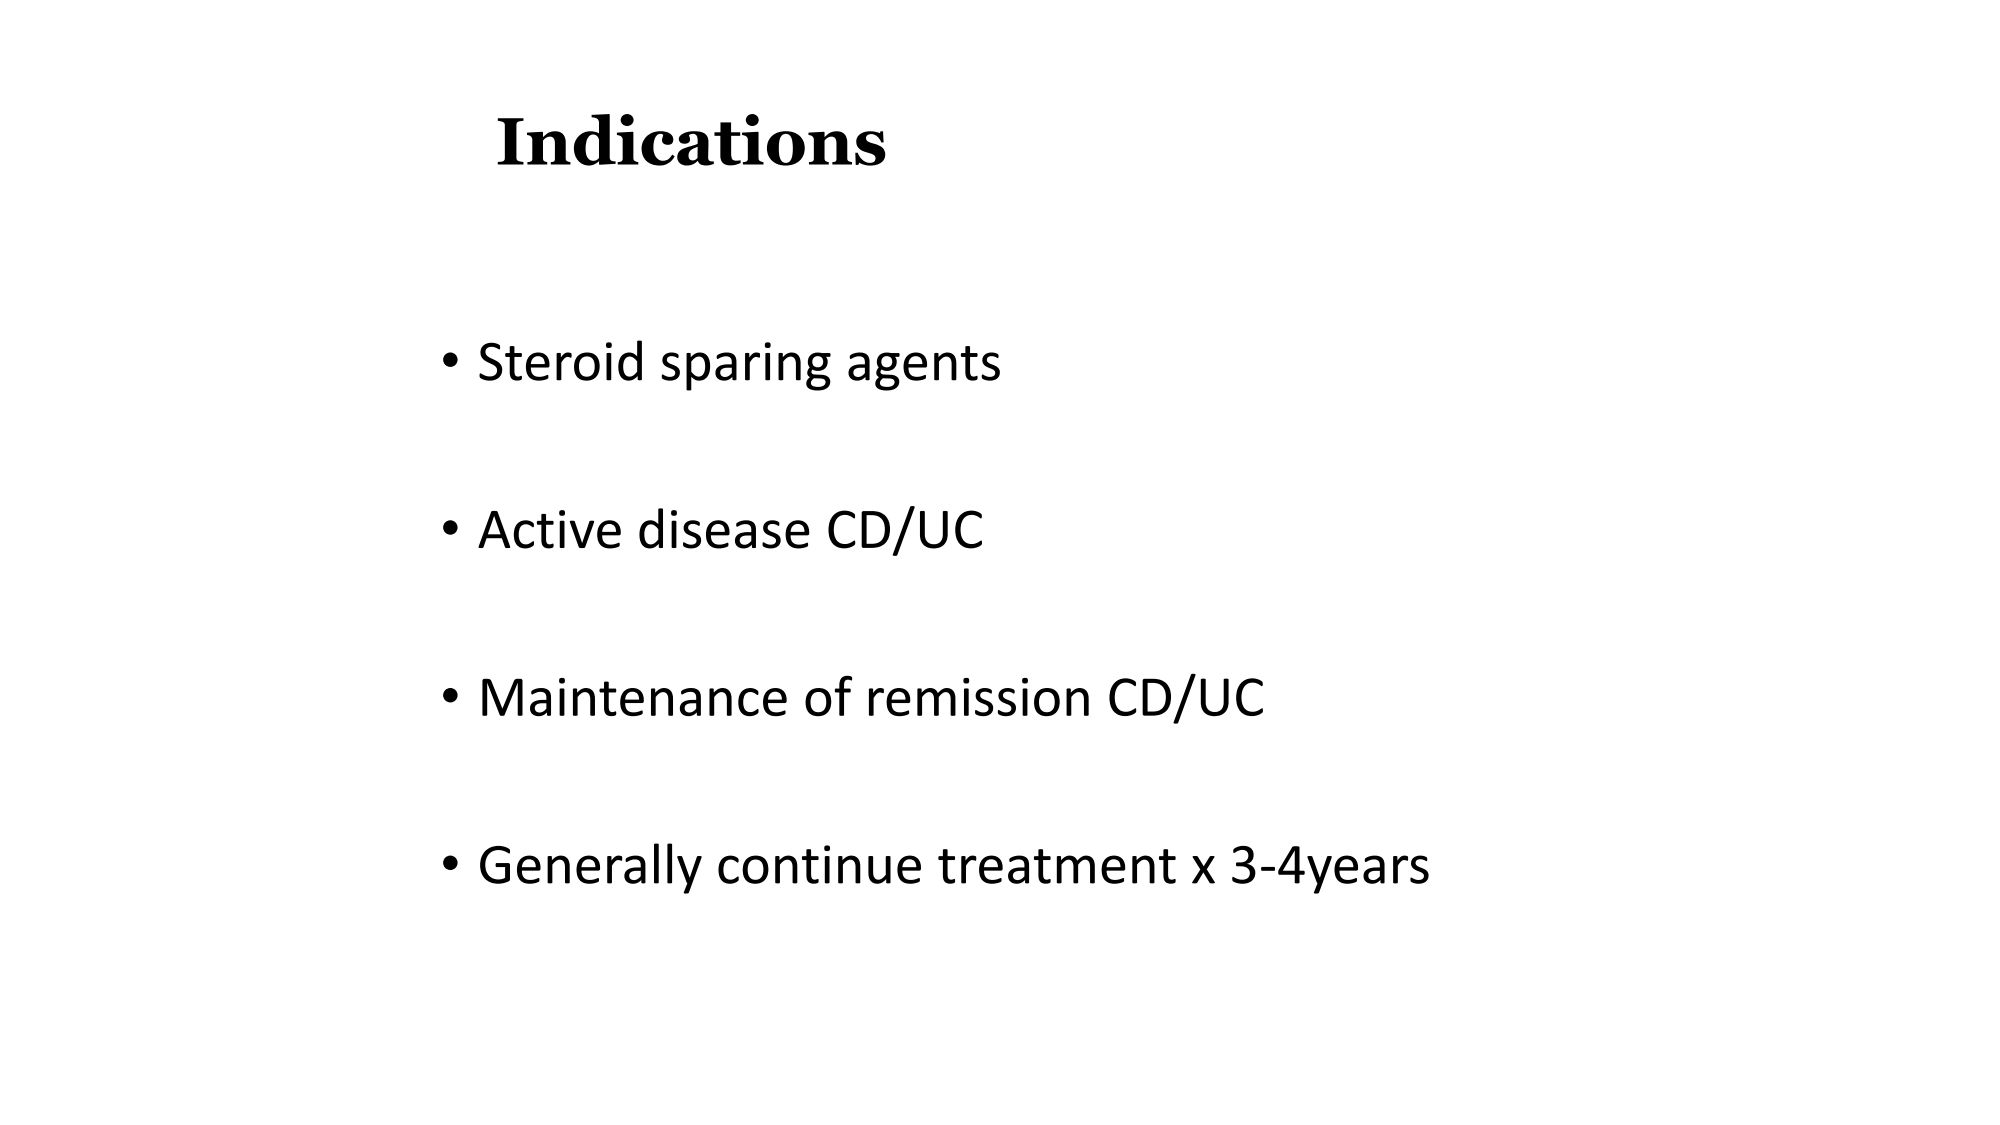 Indications
• Steroid sparing agents
• Active disease CD/UC
• Maintenance of remission CD/UC
• Generally continue treatment x 3-4years